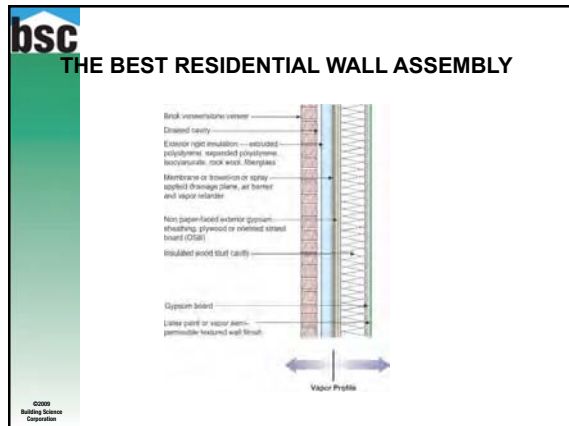 bsc
THE BEST RESIDENTIAL WALL ASSEMBLY
Brick veneer/stone veneer
Drained cavity
Exterior rigid insulation — extruded
polystyrene, expanded polystyrene,
isocyanurate, rock wool, fiberglass
Membrane or trowel-on or spray
applied drainage plane, air barrier
and vapor retarder
Non paper-faced exterior gypsum
sheathing, plywood or oriented strand
board (OSB)
Insulated wood stud cavity
Gypsum board
Latex paint or vapor semi-
permeable textured wall finish
Vapor Profile
©2009
Building Science
Corporation